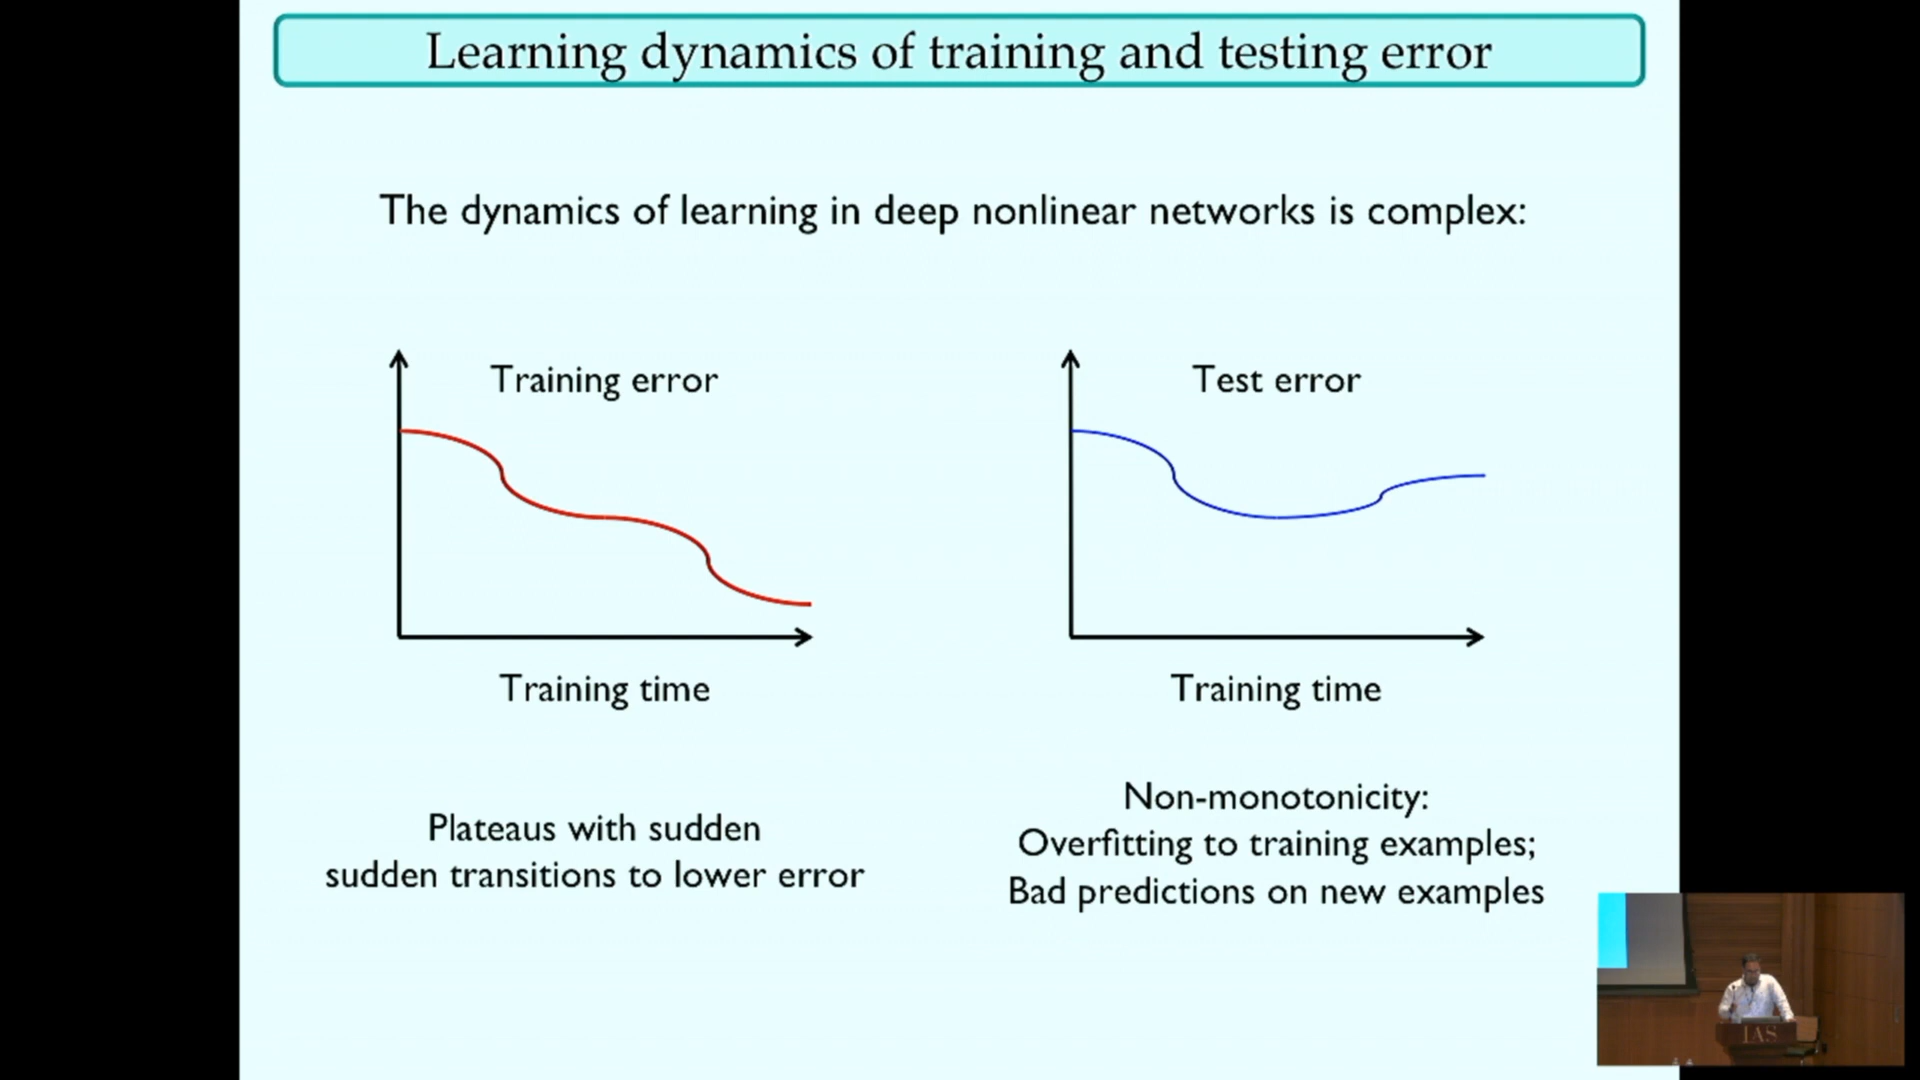 Learning dynamics of training and testing error
The dynamics of learning in deep nonlinear networks is complex:
Training error
Training time
Test error
Training time
Plateaus with sudden
sudden transitions to lower error
Non-monotonicity:
Overfitting to training examples;
Bad predictions on new examples
IAS